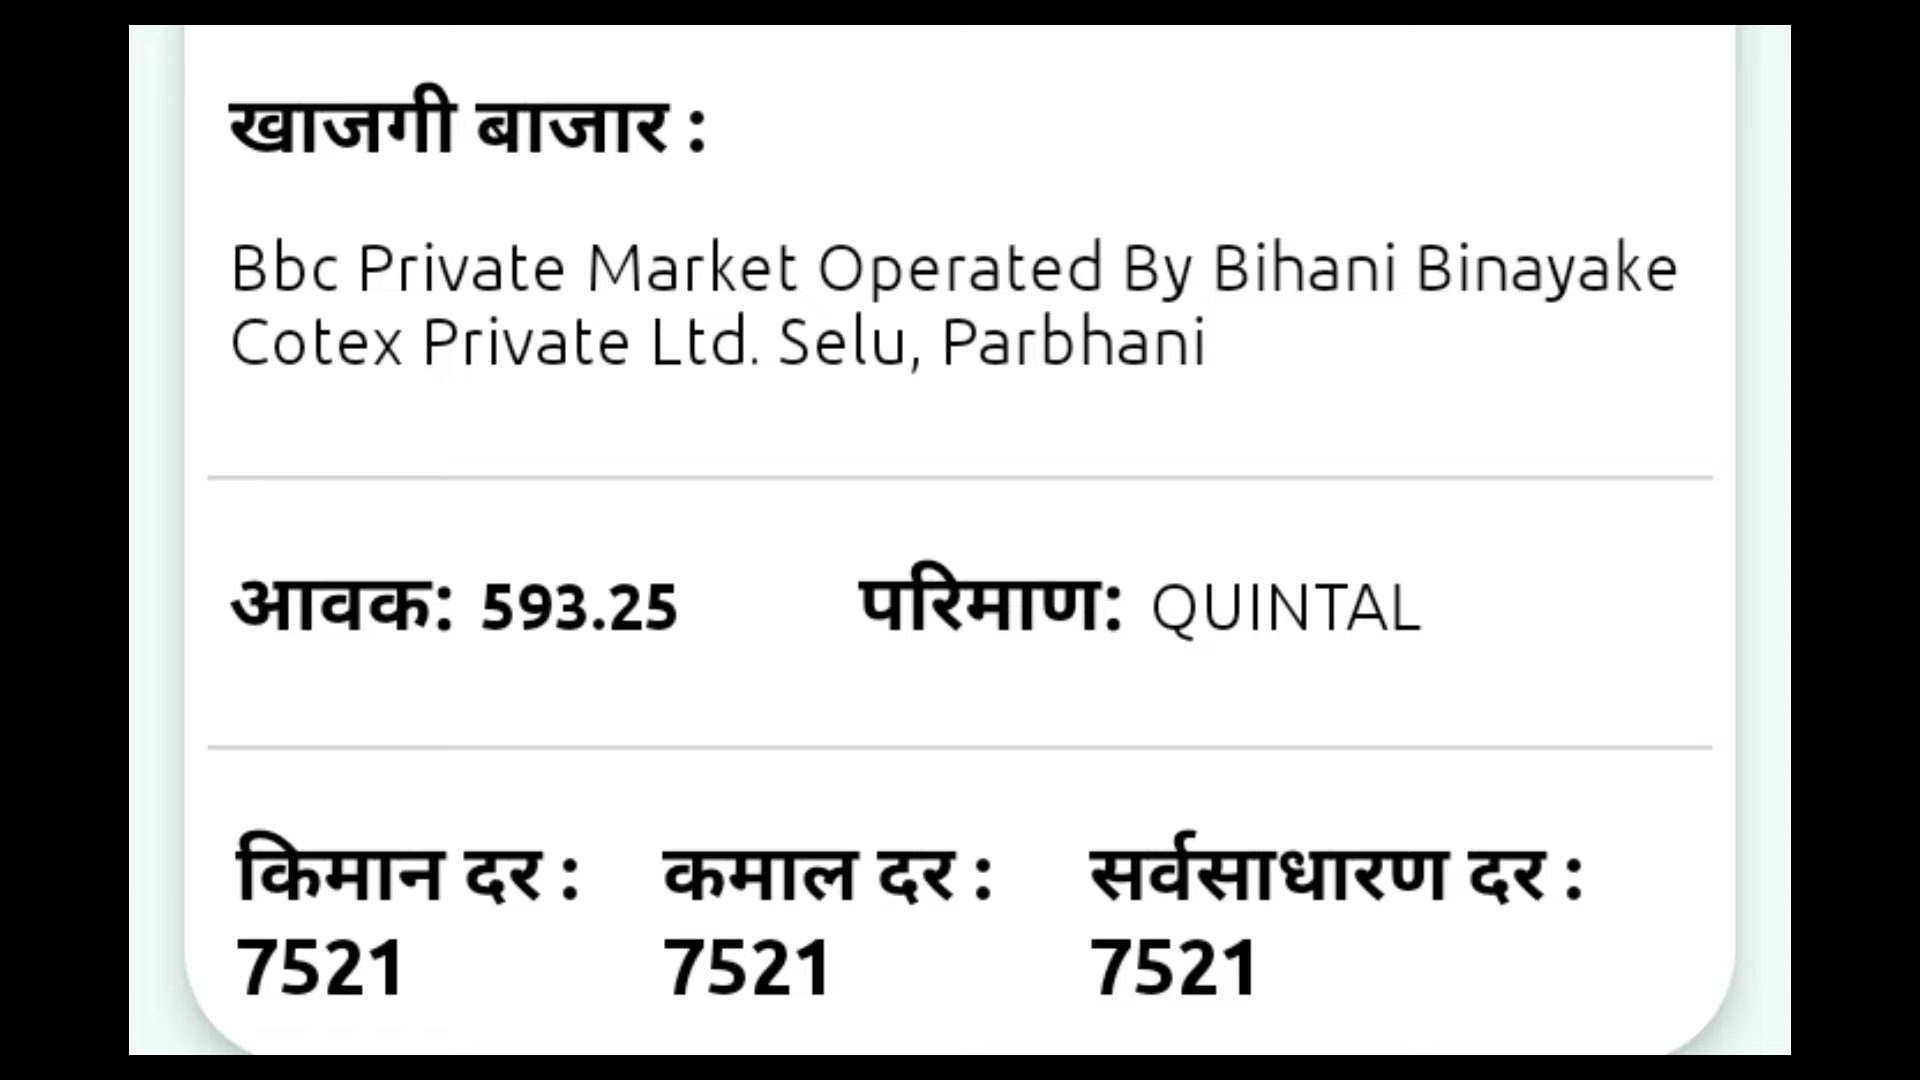 खाजगी बाजार :
Bbc Private Market Operated By Bihani Binayake
Cotex Private Ltd. Selu, Parbhani
आवक: 593.25 परिमाण: QUINTAL
किमान दर : कमाल दर : सर्वसाधारण दर :
7521 7521 7521